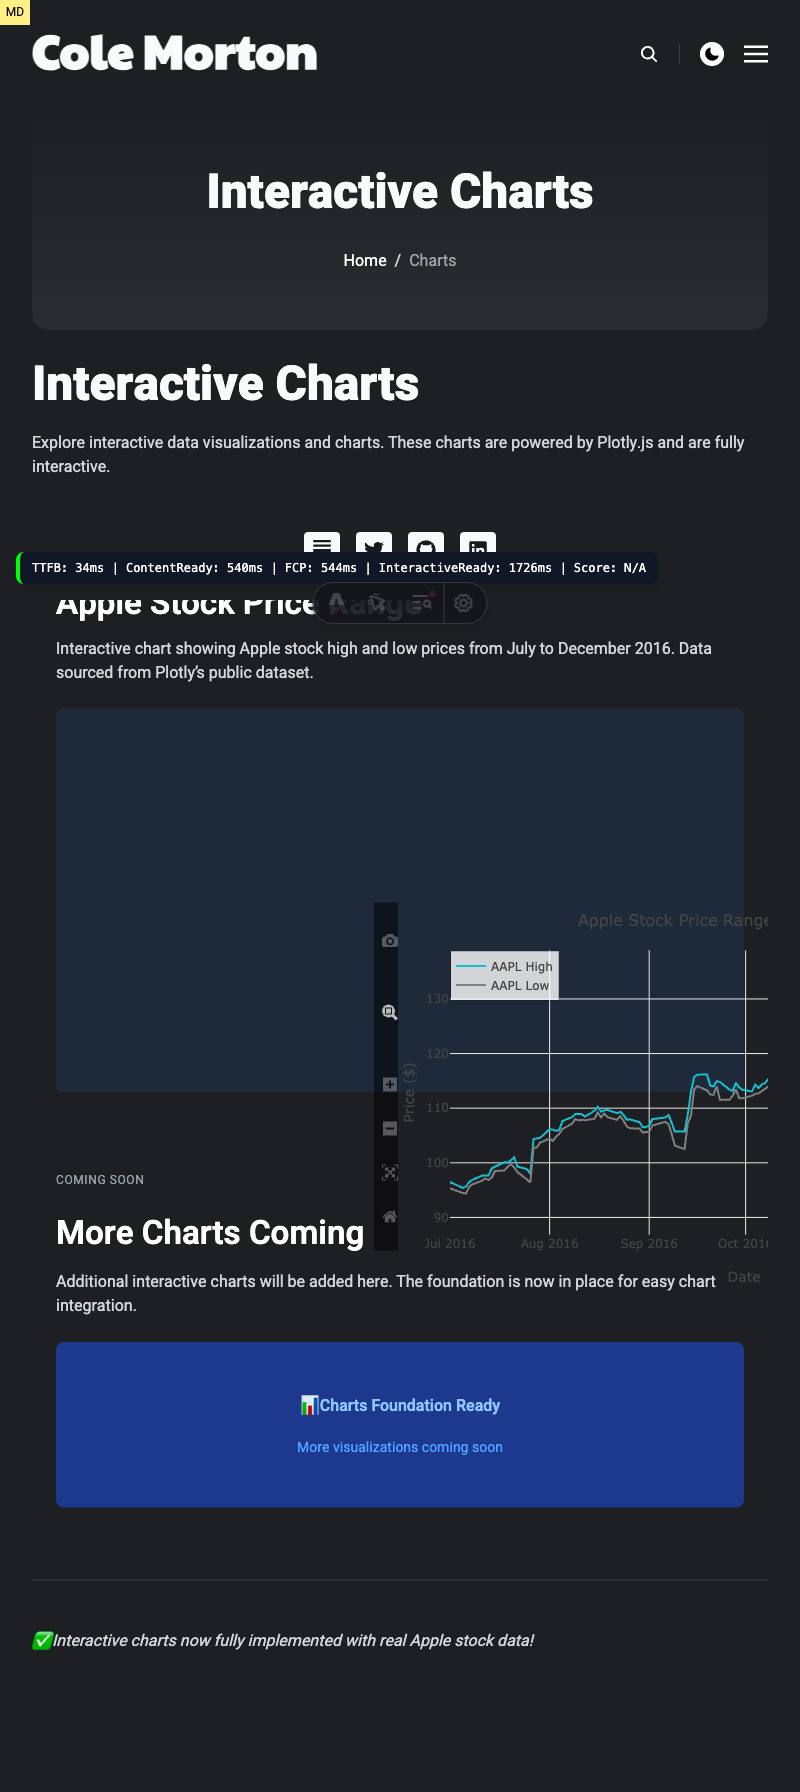 MD
Cole Morton
Interactive Charts
Home / Charts
Interactive Charts
Explore interactive data visualizations and charts. These charts are powered by Plotly.js and are fully
interactive.
TTFB: 34ms | ContentReady: 540ms | FCP: 544ms | InteractiveReady: 1726ms | Score: N/A
Apple Stock Price Range
Interactive chart showing Apple stock high and low prices from July to December 2016. Data
sourced from Plotly’s public dataset.
Apple Stock Price Range
AAPL High
AAPL Low
130
120
110
100
90
Price ($)
Jul 2016 Aug 2016 Sep 2016 Oct 2016
Date
COMING SOON
More Charts Coming
Additional interactive charts will be added here. The foundation is now in place for easy chart
integration.
📊Charts Foundation Ready
More visualizations coming soon
✅Interactive charts now fully implemented with real Apple stock data!